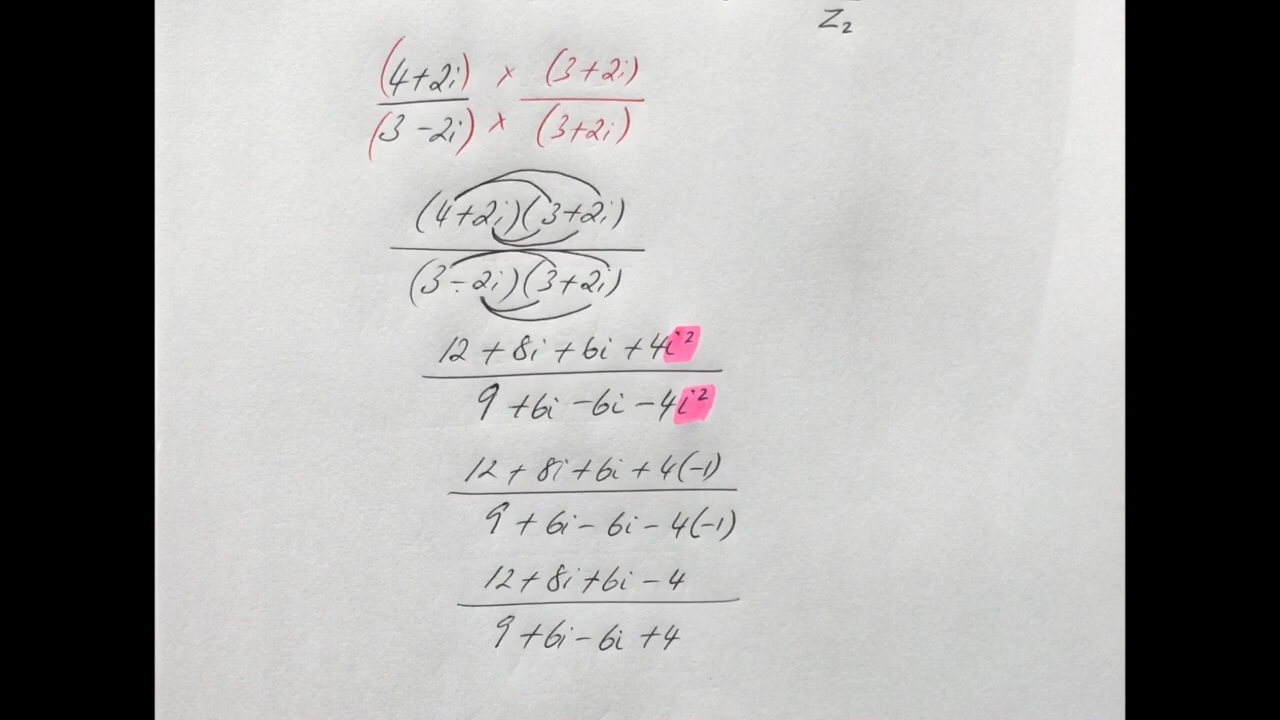 Z₂
(4+2i) × (3+2i)
(3-2i) × (3+2i)
(4+2i)(3+2i)
(3-2i)(3+2i)
12 + 8i + 6i + 4i²
9 + 6i - 6i - 4i²
12 + 8i + 6i + 4(-1)
9 + 6i - 6i - 4(-1)
12 + 8i + 6i - 4
9 + 6i - 6i + 4